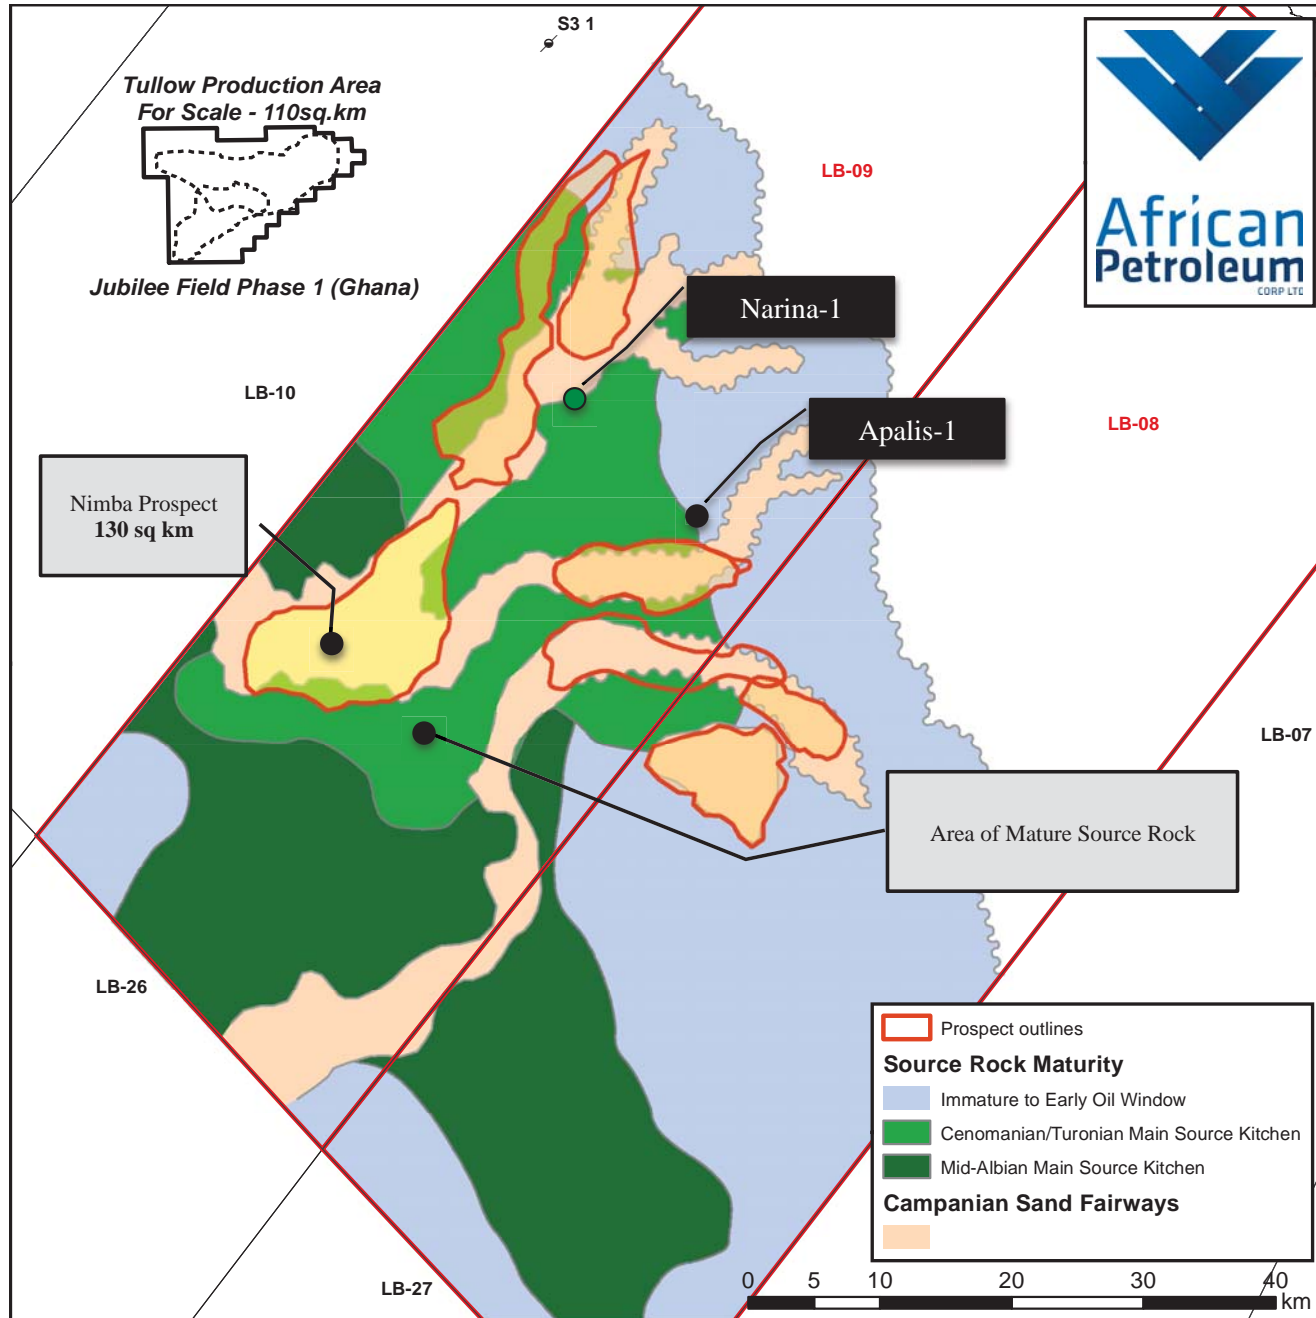 S3 1
Tullow Production Area
For Scale - 110sq.km
Jubilee Field Phase 1 (Ghana)
African
Petroleum
CORP LTD
LB-09
Narina-1
LB-10
LB-08
Apalis-1
Nimba Prospect
130 sq km
LB-07
Area of Mature Source Rock
LB-26
Prospect outlines
Source Rock Maturity
Immature to Early Oil Window
Cenomanian/Turonian Main Source Kitchen
Mid-Albian Main Source Kitchen
Campanian Sand Fairways
LB-27
0 5 10 20 30 40
km